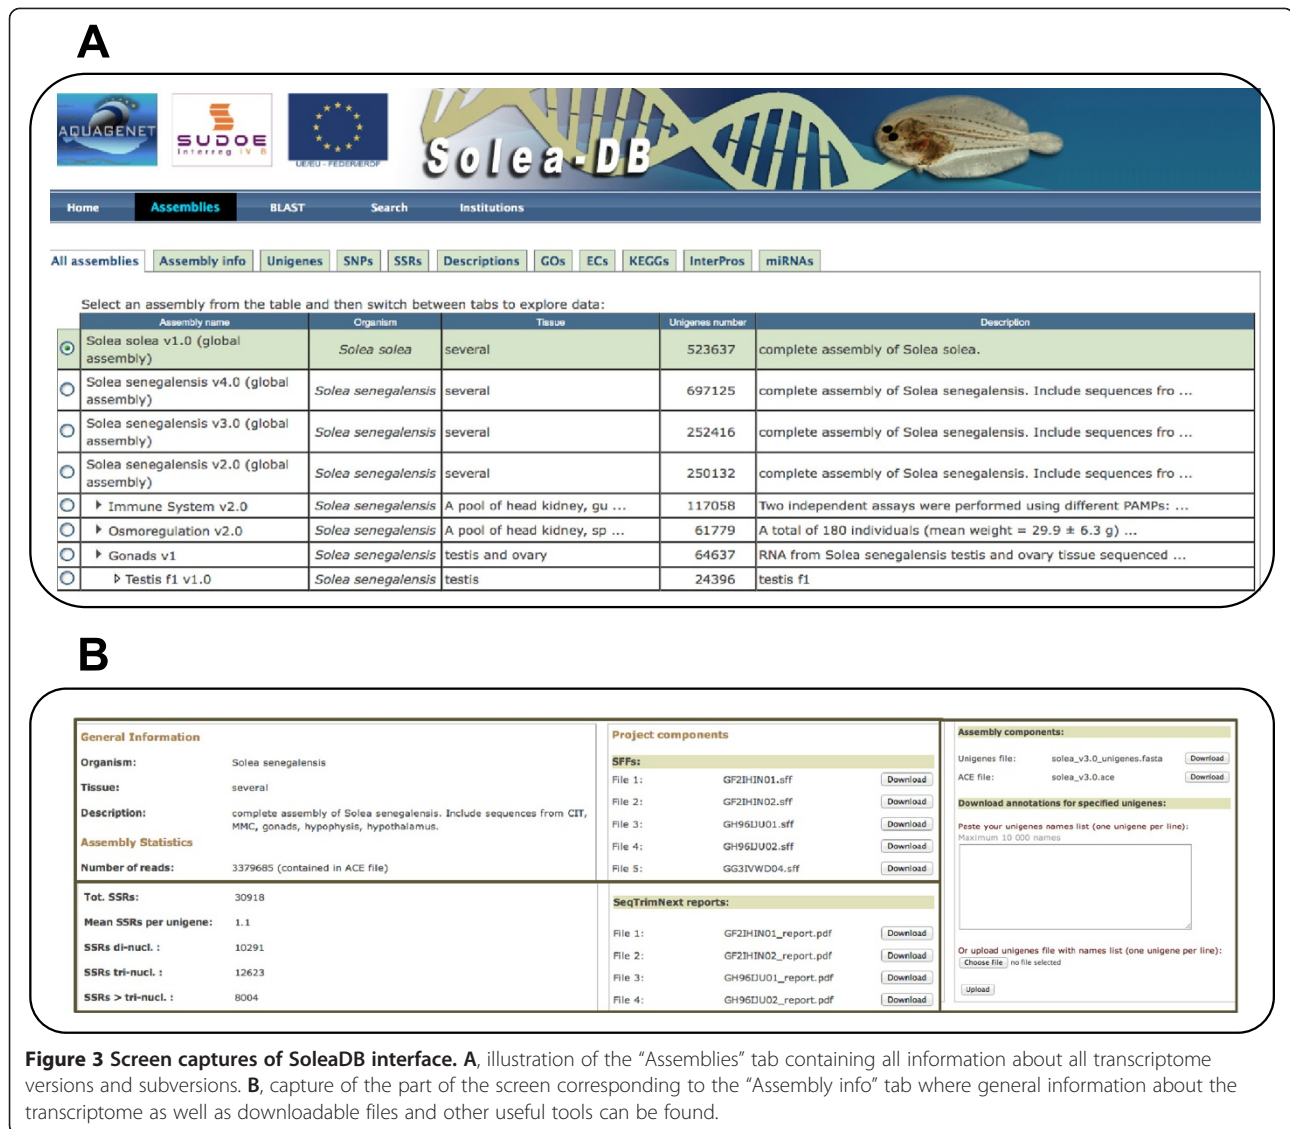 A
AQUAGENET
SUDOE
Interreg IV B
UE/EU - FEDER/ERDF
Solea-DB
Home Assemblies BLAST Search Institutions
All assemblies Assembly info Unigenes SNPs SSRs Descriptions GOs ECs KEGGs InterPros miRNAs
Select an assembly from the table and then switch between tabs to explore data:
Assembly name Organism Tissue Unigenes number Description
Solea solea v1.0 (global assembly) Solea solea several 523637 complete assembly of Solea solea.
Solea senegalensis v4.0 (global assembly) Solea senegalensis several 697125 complete assembly of Solea senegalensis. Include sequences fro ...
Solea senegalensis v3.0 (global assembly) Solea senegalensis several 252416 complete assembly of Solea senegalensis. Include sequences fro ...
Solea senegalensis v2.0 (global assembly) Solea senegalensis several 250132 complete assembly of Solea senegalensis. Include sequences fro ...
Immune System v2.0 Solea senegalensis A pool of head kidney, gu ... 117058 Two independent assays were performed using different PAMPs: ...
Osmoregulation v2.0 Solea senegalensis A pool of head kidney, sp ... 61779 A total of 180 individuals (mean weight = 29.9 ± 6.3 g) ...
Gonads v1 Solea senegalensis testis and ovary 64637 RNA from Solea senegalensis testis and ovary tissue sequenced ...
Testis f1 v1.0 Solea senegalensis testis 24396 testis f1
B
General Information
Organism: Solea senegalensis
Tissue: several
Description: complete assembly of Solea senegalensis. Include sequences from CIT,
MMC, gonads, hypophysis, hypothalamus.
Assembly Statistics
Number of reads: 3379685 (contained in ACE file)
Tot. SSRs: 30918
Mean SSRs per unigene: 1.1
SSRs di-nucl. : 10291
SSRs tri-nucl. : 12623
SSRs > tri-nucl. : 8004
Project components
SFFs:
File 1: GF2IHIN01.sff Download
File 2: GF2IHIN02.sff Download
File 3: GH96IJU01.sff Download
File 4: GH96IJU02.sff Download
File 5: GG3IVWD04.sff Download
SeqTrimNext reports:
File 1: GF2IHIN01_report.pdf Download
File 2: GF2IHIN02_report.pdf Download
File 3: GH96IJU01_report.pdf Download
File 4: GH96IJU02_report.pdf Download
Assembly components:
Unigenes file: solea_v3.0_unigenes.fasta Download
ACE file: solea_v3.0.ace Download
Download annotations for specified unigenes:
Paste your unigenes names list (one unigene per line):
Maximum 10 000 names
Or upload unigenes file with names list (one unigene per line):
Choose File no file selected
Upload
Figure 3 Screen captures of SoleaDB interface. A, illustration of the “Assemblies” tab containing all information about all transcriptome
versions and subversions. B, capture of the part of the screen corresponding to the “Assembly info” tab where general information about the
transcriptome as well as downloadable files and other useful tools can be found.